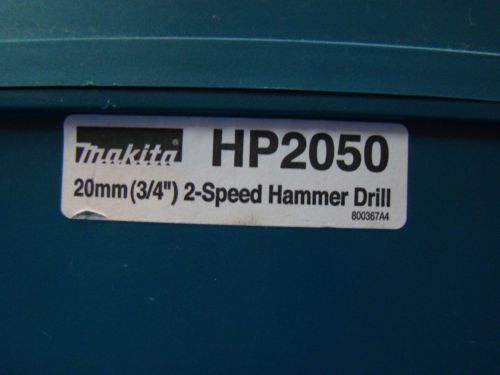 makita® HP2050
20mm (3/4") 2-Speed Hammer Drill
800367A4